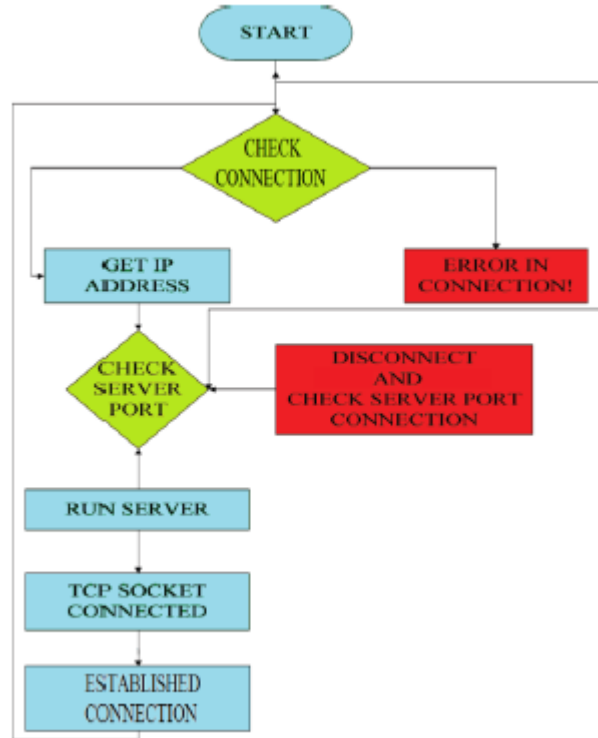 START
CHECK
CONNECTION
GET IP
ADDRESS
ERROR IN
CONNECTION!
CHECK
SERVER
PORT
DISCONNECT
AND
CHECK SERVER PORT
CONNECTION
RUN SERVER
TCP SOCKET
CONNECTED
ESTABLISHED
CONNECTION